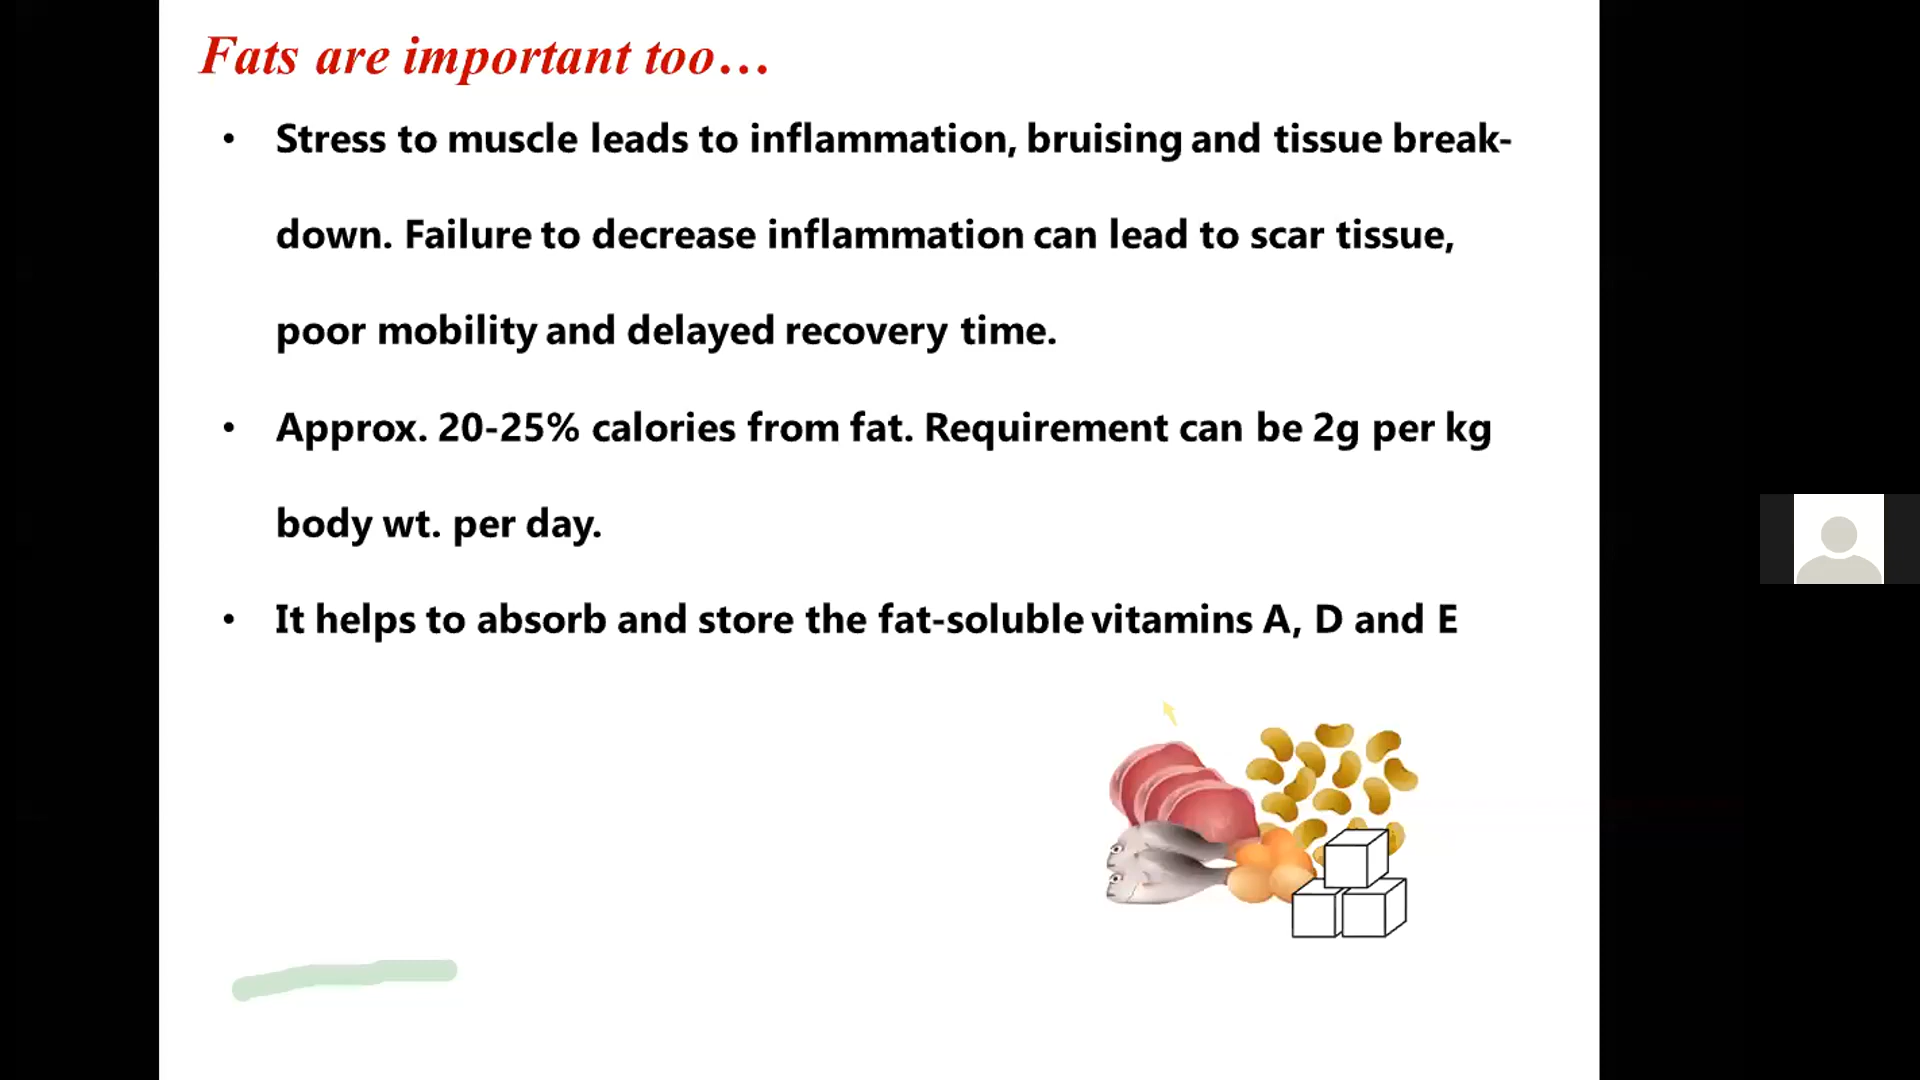 Fats are important too…
• Stress to muscle leads to inflammation, bruising and tissue break-
down. Failure to decrease inflammation can lead to scar tissue,
poor mobility and delayed recovery time.
• Approx. 20-25% calories from fat. Requirement can be 2g per kg
body wt. per day.
• It helps to absorb and store the fat-soluble vitamins A, D and E